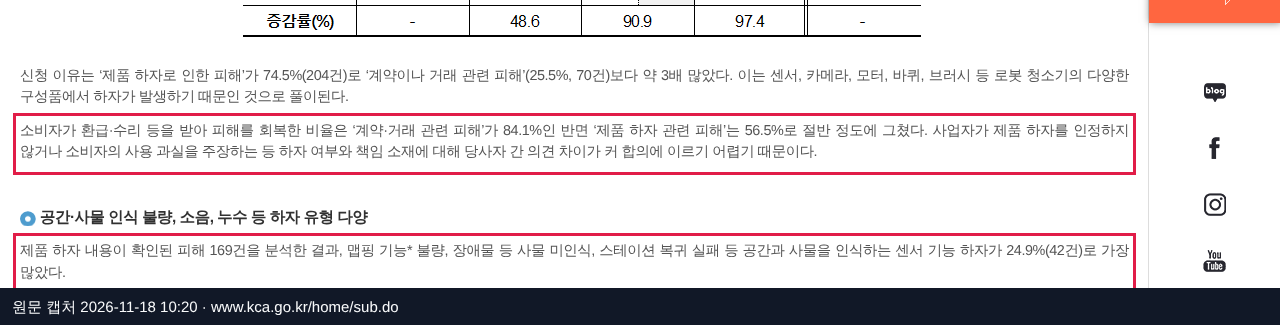 증감률(%) - 48.6 90.9 97.4 -
신청 이유는 ‘제품 하자로 인한 피해’가 74.5%(204건)로 ‘계약이나 거래 관련 피해’(25.5%, 70건)보다 약 3배 많았다. 이는 센서, 카메라, 모터, 바퀴, 브러시 등 로봇 청소기의 다양한
구성품에서 하자가 발생하기 때문인 것으로 풀이된다.
소비자가 환급·수리 등을 받아 피해를 회복한 비율은 ‘계약·거래 관련 피해’가 84.1%인 반면 ‘제품 하자 관련 피해’는 56.5%로 절반 정도에 그쳤다. 사업자가 제품 하자를 인정하지
않거나 소비자의 사용 과실을 주장하는 등 하자 여부와 책임 소재에 대해 당사자 간 의견 차이가 커 합의에 이르기 어렵기 때문이다.
공간·사물 인식 불량, 소음, 누수 등 하자 유형 다양
제품 하자 내용이 확인된 피해 169건을 분석한 결과, 맵핑 기능* 불량, 장애물 등 사물 미인식, 스테이션 복귀 실패 등 공간과 사물을 인식하는 센서 기능 하자가 24.9%(42건)로 가장
많았다.
blog
You
Tube
원문 캡처 2026-11-18 10:20 · www.kca.go.kr/home/sub.do